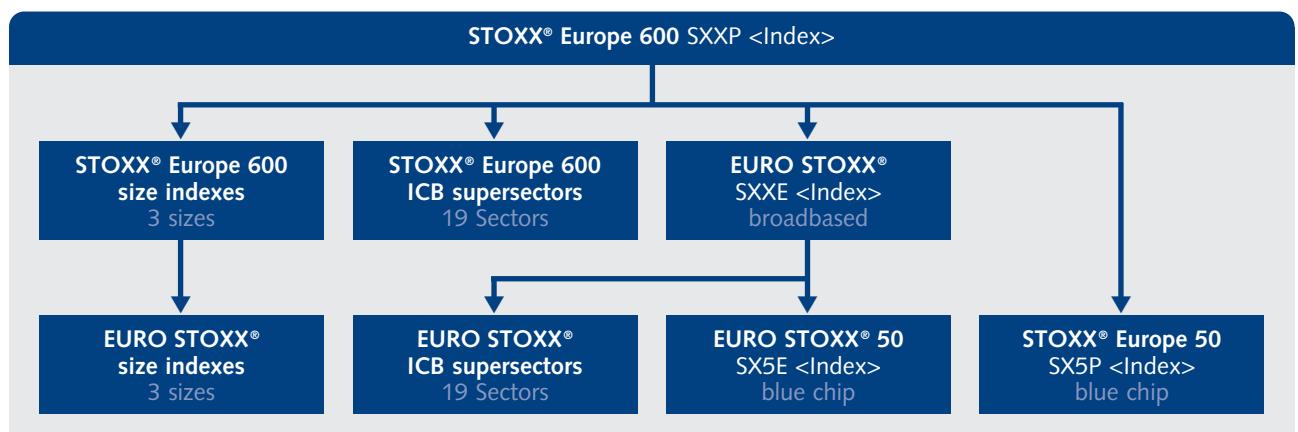 STOXX® Europe 600 SXXP <Index>
STOXX® Europe 600
size indexes
3 sizes
STOXX® Europe 600
ICB supersectors
19 Sectors
EURO STOXX®
SXXE <Index>
broadbased
EURO STOXX®
size indexes
3 sizes
EURO STOXX®
ICB supersectors
19 Sectors
EURO STOXX® 50
SX5E <Index>
blue chip
STOXX® Europe 50
SX5P <Index>
blue chip